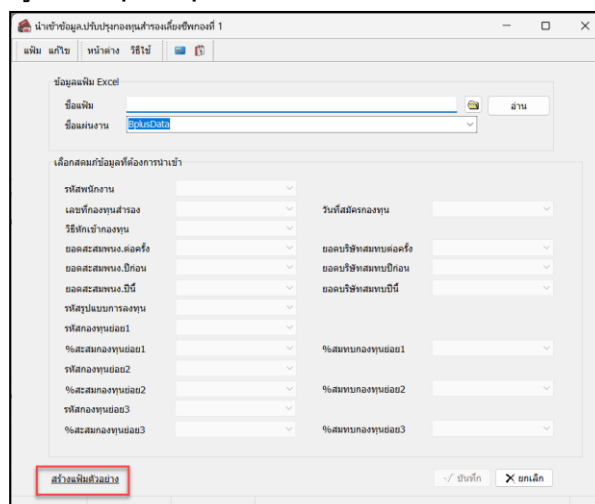 นำเข้าข้อมูล.ปรับปรุงกองทุนสำรองเลี้ยงชีพกองที่ 1
แฟ้ม แก้ไข หน้าต่าง วิธีใช้
ข้อมูลแฟ้ม Excel
ชื่อแฟ้ม อ่าน
ชื่อแผ่นงาน BplusData
เลือกสดมภ์ข้อมูลที่ต้องการนำเข้า
รหัสพนักงาน
เลขที่กองทุนสำรอง วันที่สมัครกองทุน
วิธีหักเข้ากองทุน
ยอดสะสมพนง.ต่อครั้ง ยอดบริษัทสมทบต่อครั้ง
ยอดสะสมพนง.ปีก่อน ยอดบริษัทสมทบปีก่อน
ยอดสะสมพนง.ปีนี้ ยอดบริษัทสมทบปีนี้
รหัสรูปแบบการลงทุน
รหัสกองทุนย่อย1
%สะสมกองทุนย่อย1 %สมทบกองทุนย่อย1
รหัสกองทุนย่อย2
%สะสมกองทุนย่อย2 %สมทบกองทุนย่อย2
รหัสกองทุนย่อย3
%สะสมกองทุนย่อย3 %สมทบกองทุนย่อย3
สร้างแฟ้มตัวอย่าง บันทึก ยกเลิก